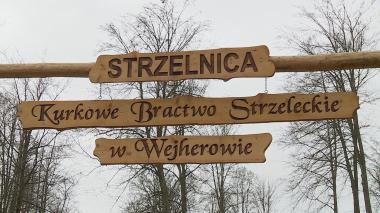 STRZELNICA
Kurkowe Bractwo Strzeleckie
w Wejherowie